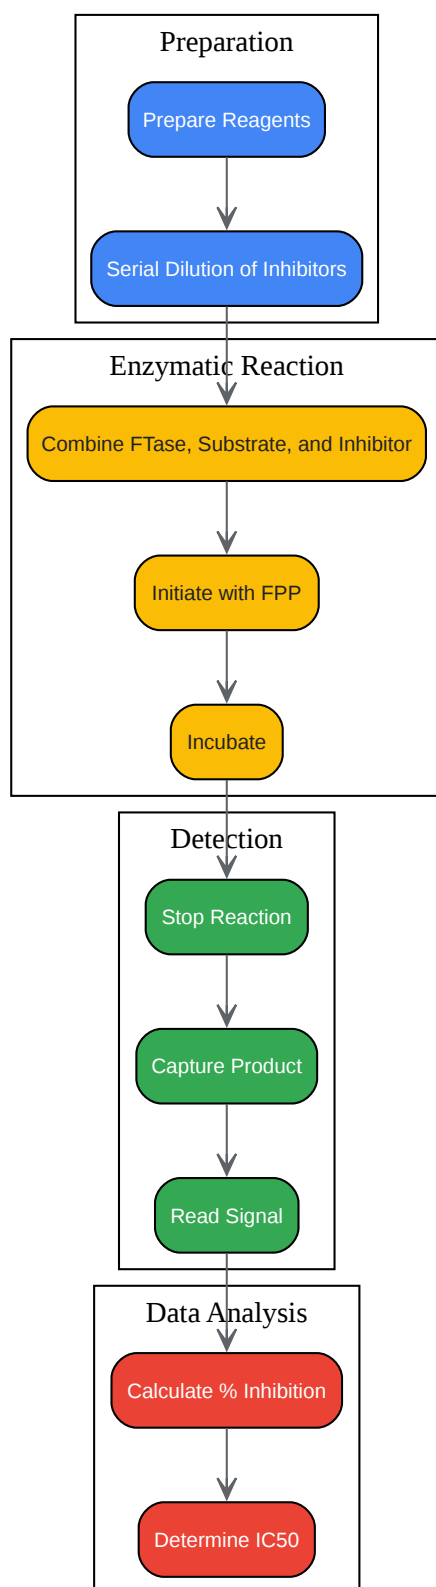 Preparation
Prepare Reagents
Serial Dilution of Inhibitors
Enzymatic Reaction
Combine FTase, Substrate, and Inhibitor
Initiate with FPP
Incubate
Detection
Stop Reaction
Capture Product
Read Signal
Data Analysis
Calculate % Inhibition
Determine IC50